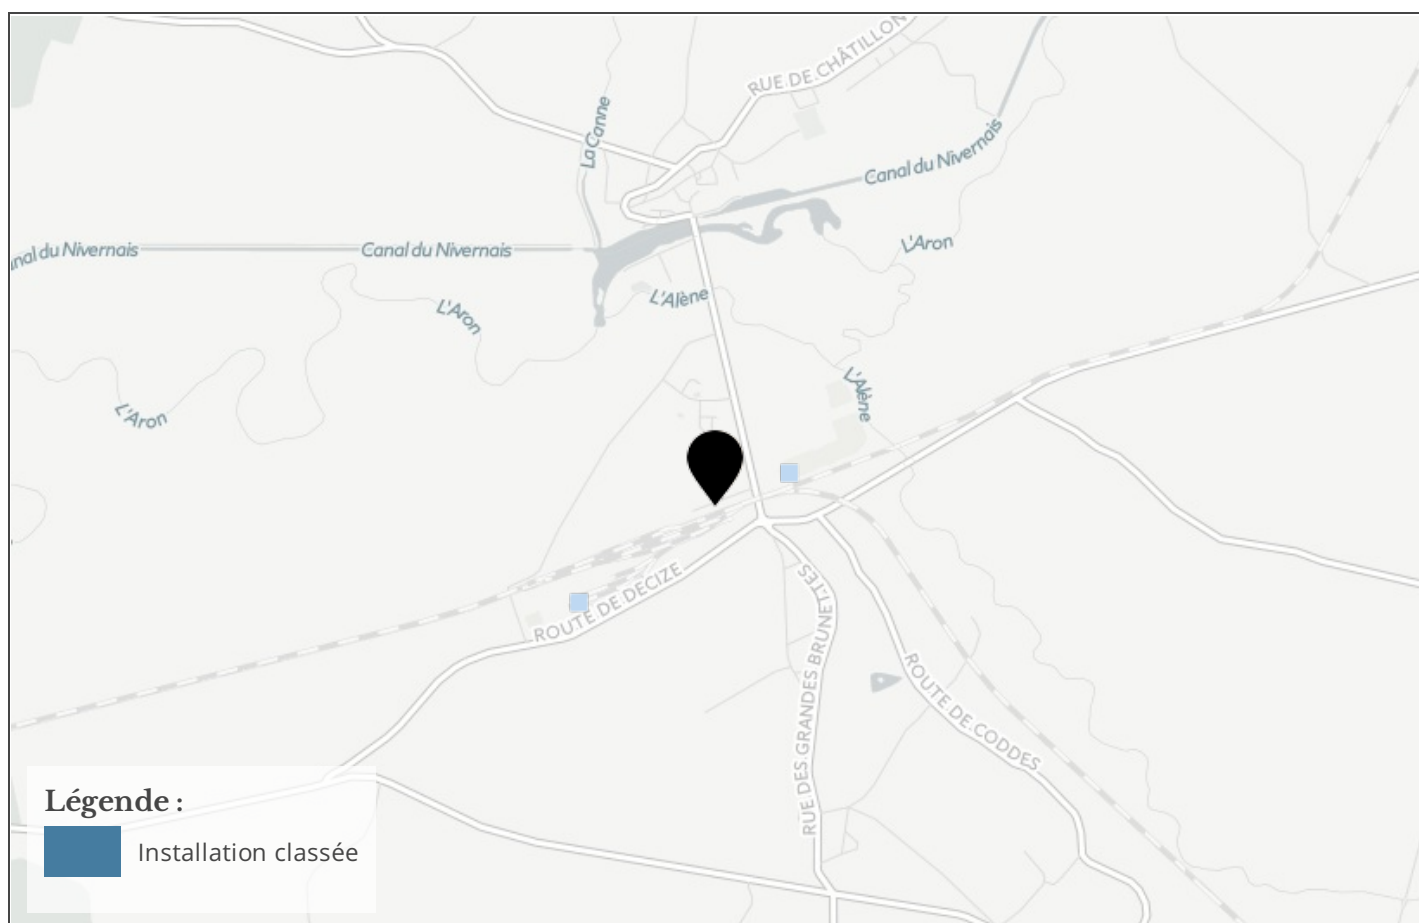 RUE DE CHÂTILLON
La Canne
Canal du Nivernais
L'Aron
nal du Nivernais
Canal du Nivernais
L'Alène
L'Aron
L'Alène
L'Aron
ROUTE DE DECIZE
RUE DES GRANDES BRUNETTES
ROUTE DE CODDES
Légende :
Installation classée